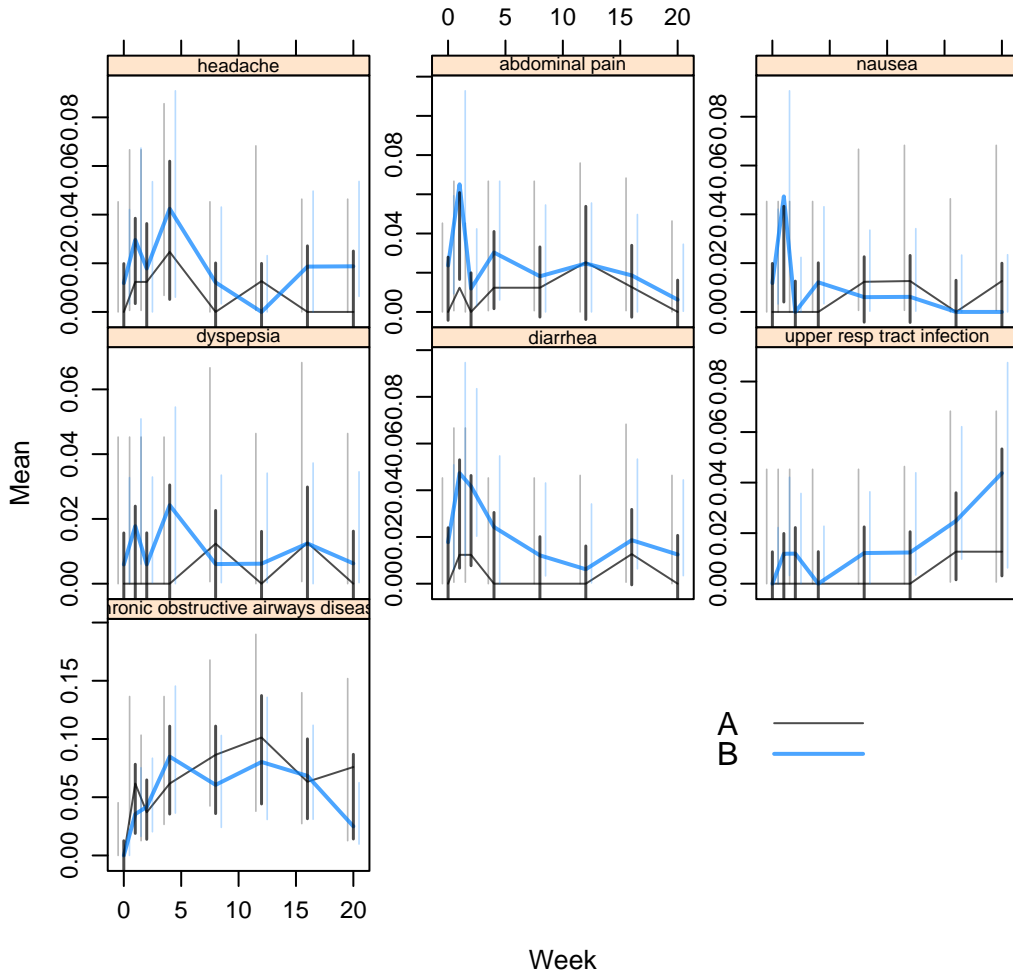 0 5 10 15 20
headache
abdominal pain
nausea
0.00 0.02 0.04 0.06 0.08
0.00 0.04 0.08
0.00 0.02 0.04 0.06 0.08
dyspepsia
diarrhea
upper resp tract infection
0.00 0.02 0.04 0.06
0.00 0.02 0.04 0.06 0.08
0.00 0.02 0.04 0.06 0.08
Mean
hronic obstructive airways diseas
0.00 0.05 0.10 0.15
A
B
0 5 10 15 20
Week